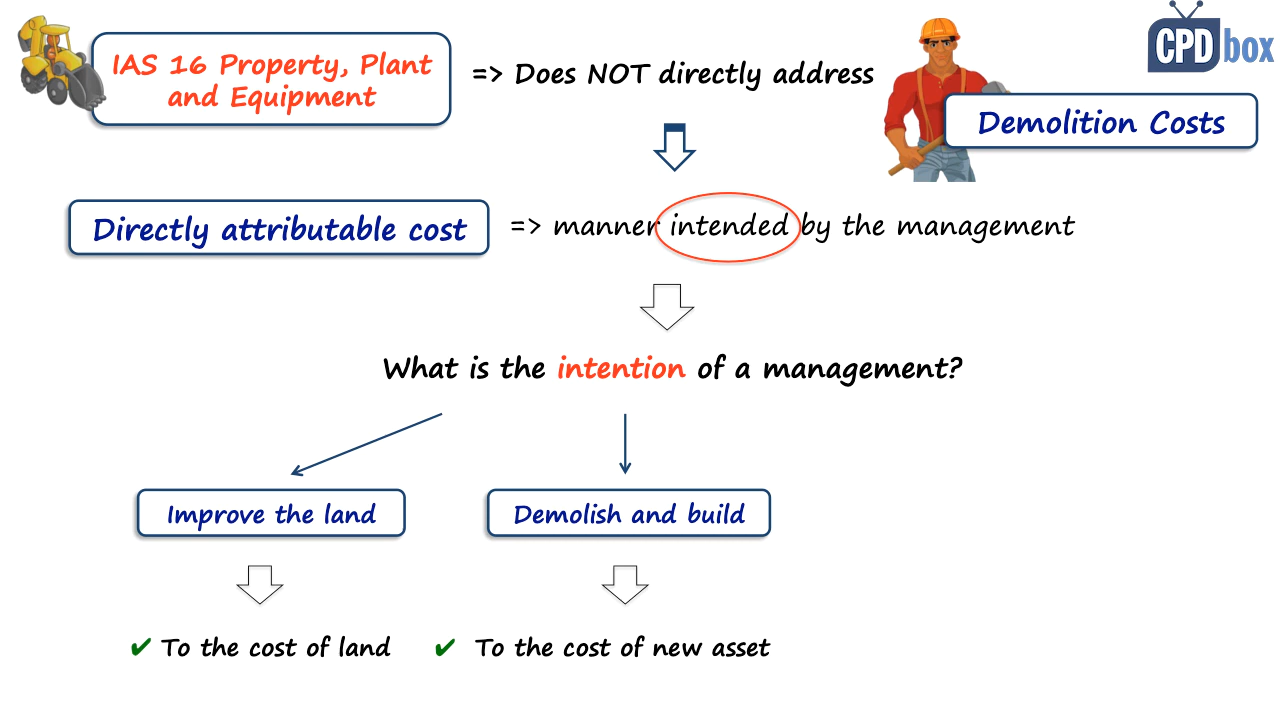 IAS 16 Property, Plant
and Equipment
=> Does NOT directly address
CPDbox
Demolition Costs
Directly attributable cost
=> manner intended by the management
What is the intention of a management?
Improve the land
Demolish and build
✔ To the cost of land
✔ To the cost of new asset